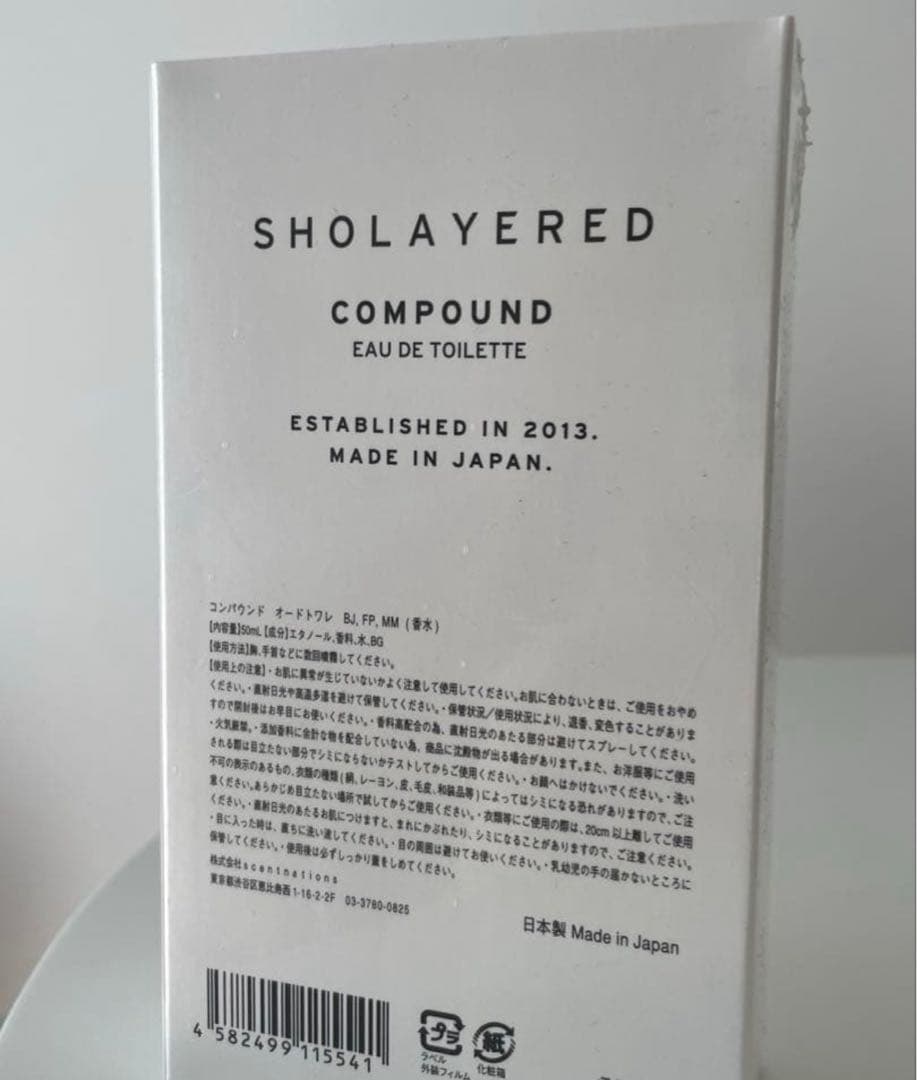 SHOLAYERED
COMPOUND
EAU DE TOILETTE
ESTABLISHED IN 2013.
MADE IN JAPAN.
コンパウンド オードトワレ BJ, FP, MM (香水)
【内容量】50mL【成分】エタノール、香料、水、BG
【使用方法】胸、手首などに数回噴霧してください。
【使用上の注意】・お肌に異常が生じていないかよく注意して使用してください。お肌に合わないときは、ご使用をおやめ
ください。・直射日光や高温多湿を避けて保管してください。・保管状況/使用状況により、温香、変色することがありま
すので開封後はお早目にお使いください。・香料高配合の為、直射日光のあたる部分は避けてスプレーしてください。
・火気厳禁。・添加香料に余計な物を配合していない為、商品に沈殿物が出る場合があります。また、お洋服等にご使用
される際は目立たない部分でシミにならないかテストしてからご使用ください。・お顔へはかけないでください。・洗い
不可の表示のあるもの、衣類の種類(絹、レーヨン、皮、毛皮、和装品等)によってはシミになる恐れがありますので、ご注
意ください。あらかじめ目立たない場所で試してからご使用ください。・衣類等にご使用の際は、20cm以上離してご使用
ください。・直射日光のあたるお肌につけますと、まれにかぶれたり、シミになることがありますので、ご注意ください。
・目に入った時は、直ちに洗い流してください。・目の周囲は避けてお使いください。・乳幼児の手の届かないところに
保管してください。・使用後は必ずしっかり蓋をしめてください。
株式会社scentnations
東京都渋谷区恵比寿西1-16-2-2F 03-3780-0825
日本製 Made in Japan
4 582499 115541
プラ
ラベル
外装フィルム
紙
化粧箱